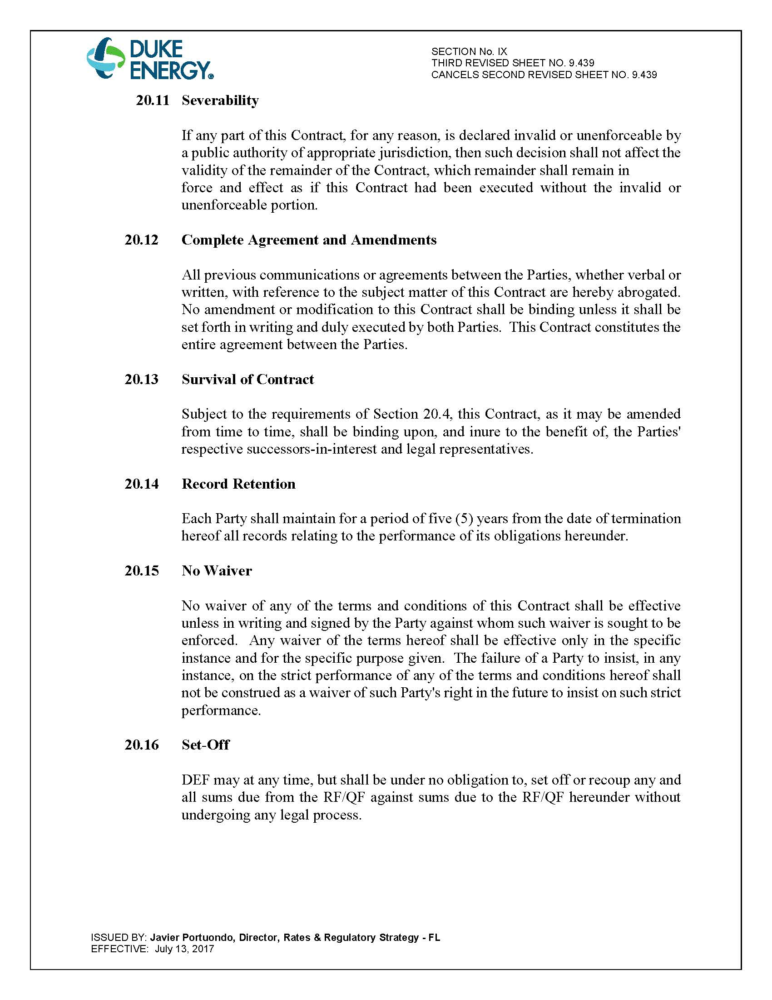 DUKE
ENERGY®
SECTION No. IX
THIRD REVISED SHEET NO. 9.439
CANCELS SECOND REVISED SHEET NO. 9.439
20.11 Severability
If any part of this Contract, for any reason, is declared invalid or unenforceable by
a public authority of appropriate jurisdiction, then such decision shall not affect the
validity of the remainder of the Contract, which remainder shall remain in
force and effect as if this Contract had been executed without the invalid or
unenforceable portion.
20.12 Complete Agreement and Amendments
All previous communications or agreements between the Parties, whether verbal or
written, with reference to the subject matter of this Contract are hereby abrogated.
No amendment or modification to this Contract shall be binding unless it shall be
set forth in writing and duly executed by both Parties. This Contract constitutes the
entire agreement between the Parties.
20.13 Survival of Contract
Subject to the requirements of Section 20.4, this Contract, as it may be amended
from time to time, shall be binding upon, and inure to the benefit of, the Parties'
respective successors-in-interest and legal representatives.
20.14 Record Retention
Each Party shall maintain for a period of five (5) years from the date of termination
hereof all records relating to the performance of its obligations hereunder.
20.15 No Waiver
No waiver of any of the terms and conditions of this Contract shall be effective
unless in writing and signed by the Party against whom such waiver is sought to be
enforced. Any waiver of the terms hereof shall be effective only in the specific
instance and for the specific purpose given. The failure of a Party to insist, in any
instance, on the strict performance of any of the terms and conditions hereof shall
not be construed as a waiver of such Party's right in the future to insist on such strict
performance.
20.16 Set-Off
DEF may at any time, but shall be under no obligation to, set off or recoup any and
all sums due from the RF/QF against sums due to the RF/QF hereunder without
undergoing any legal process.
ISSUED BY: Javier Portuondo, Director, Rates & Regulatory Strategy - FL
EFFECTIVE: July 13, 2017